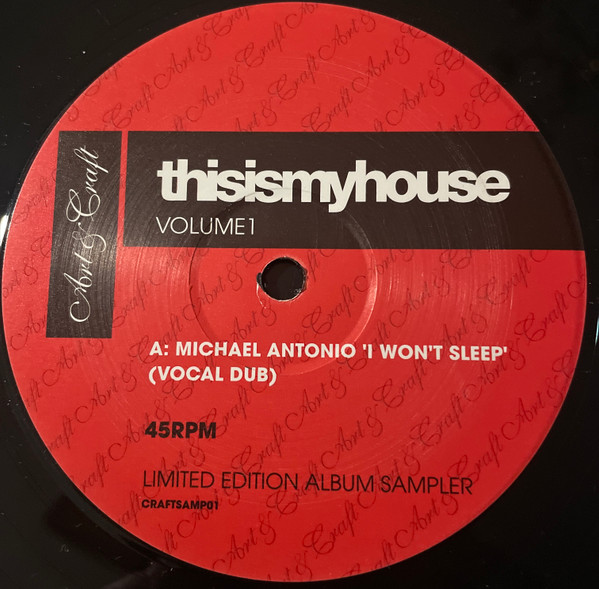 Art & Craft
thisismyhouse
VOLUME1
A: MICHAEL ANTONIO 'I WON'T SLEEP'
(VOCAL DUB)
45RPM
LIMITED EDITION ALBUM SAMPLER
CRAFTSAMP01